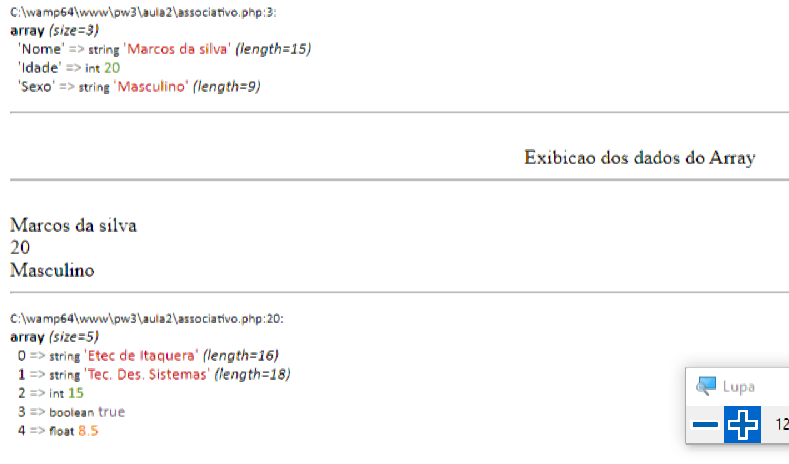 C:\wamp64\www\pw3\aula2\associativo.php:3:
array (size=3)
'Nome' => string 'Marcos da silva' (length=15)
'Idade' => int 20
'Sexo' => string 'Masculino' (length=9)
Exibicao dos dados do Array
Marcos da silva
20
Masculino
C:\wamp64\www\pw3\aula2\associativo.php:20:
array (size=5)
0 => string 'Etec de Itaquera' (length=16)
1 => string 'Tec. Des. Sistemas' (length=18)
2 => int 15
3 => boolean true
4 => float 8.5
Lupa
12